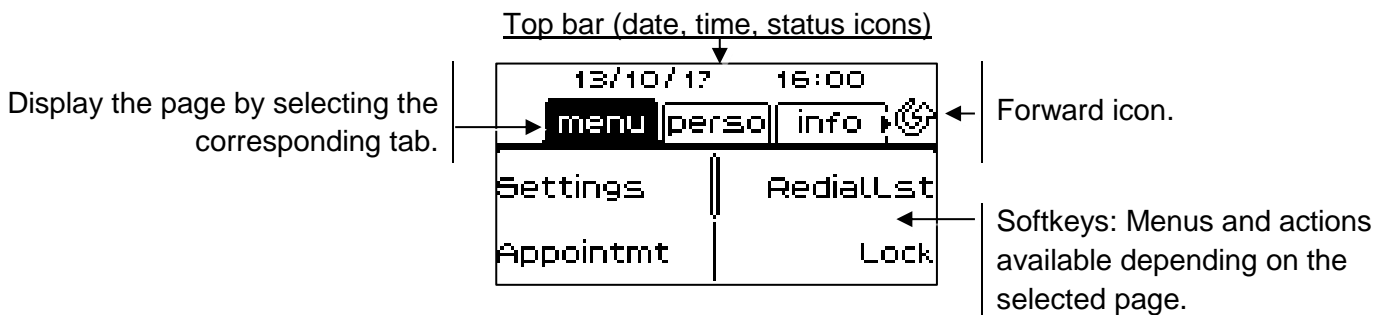 Top bar (date, time, status icons)
13/10/17 16:00
Display the page by selecting the
corresponding tab.
menu perso info
Forward icon.
Settings RedialLst
Appointmt Lock
Softkeys: Menus and actions
available depending on the
selected page.